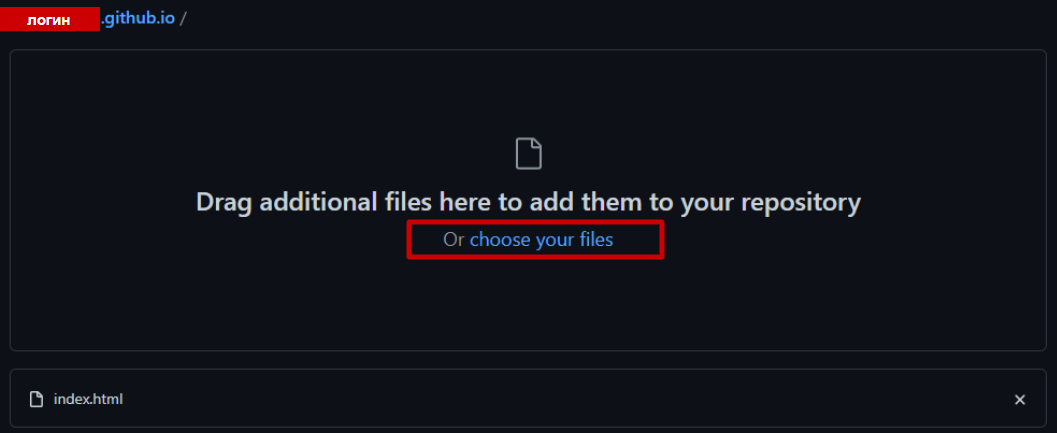 логин .github.io /
Drag additional files here to add them to your repository
Or choose your files
index.html